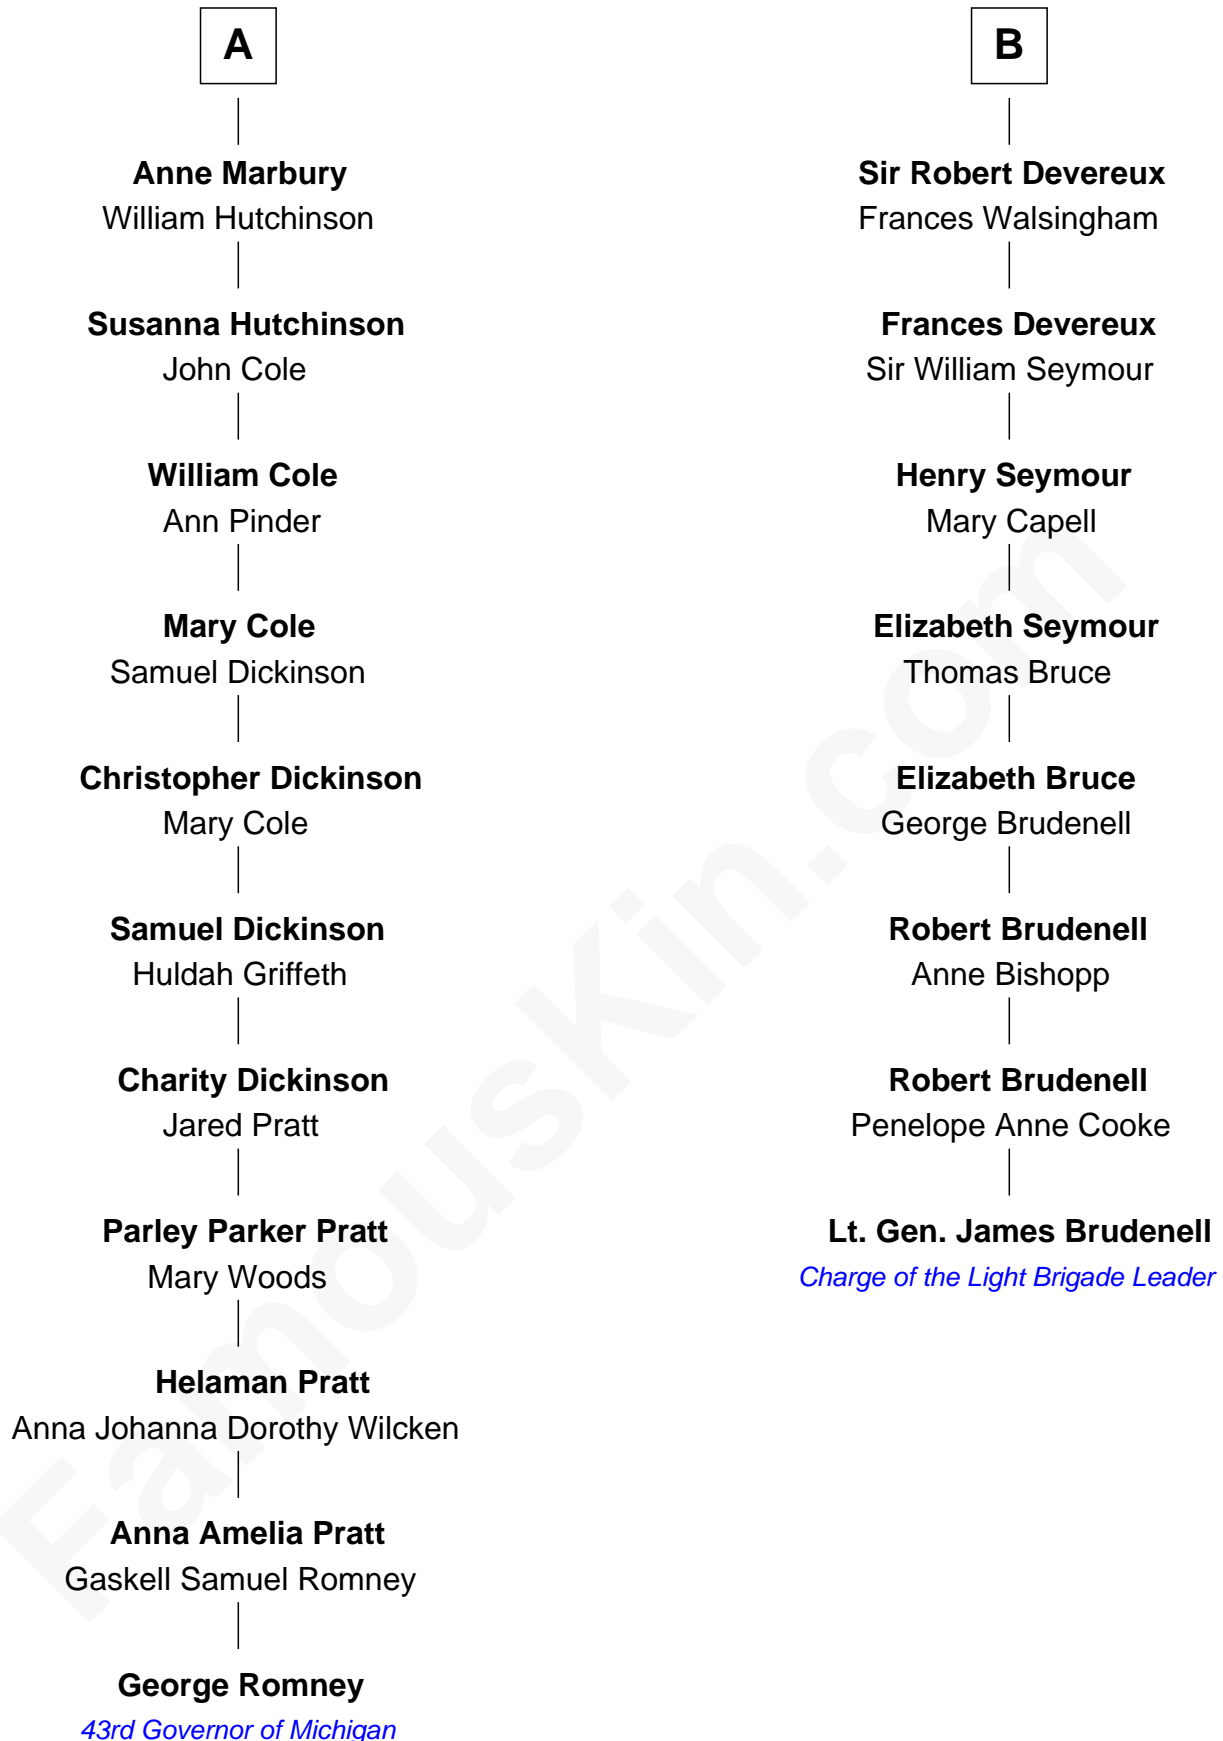 A
Anne Marbury
William Hutchinson
Susanna Hutchinson
John Cole
William Cole
Ann Pinder
Mary Cole
Samuel Dickinson
Christopher Dickinson
Mary Cole
Samuel Dickinson
Huldah Griffeth
Charity Dickinson
Jared Pratt
Parley Parker Pratt
Mary Woods
Helaman Pratt
Anna Johanna Dorothy Wilcken
Anna Amelia Pratt
Gaskell Samuel Romney
George Romney
43rd Governor of Michigan
B
Sir Robert Devereux
Frances Walsingham
Frances Devereux
Sir William Seymour
Henry Seymour
Mary Capell
Elizabeth Seymour
Thomas Bruce
Elizabeth Bruce
George Brudenell
Robert Brudenell
Anne Bishopp
Robert Brudenell
Penelope Anne Cooke
Lt. Gen. James Brudenell
Charge of the Light Brigade Leader
FamousKin.com